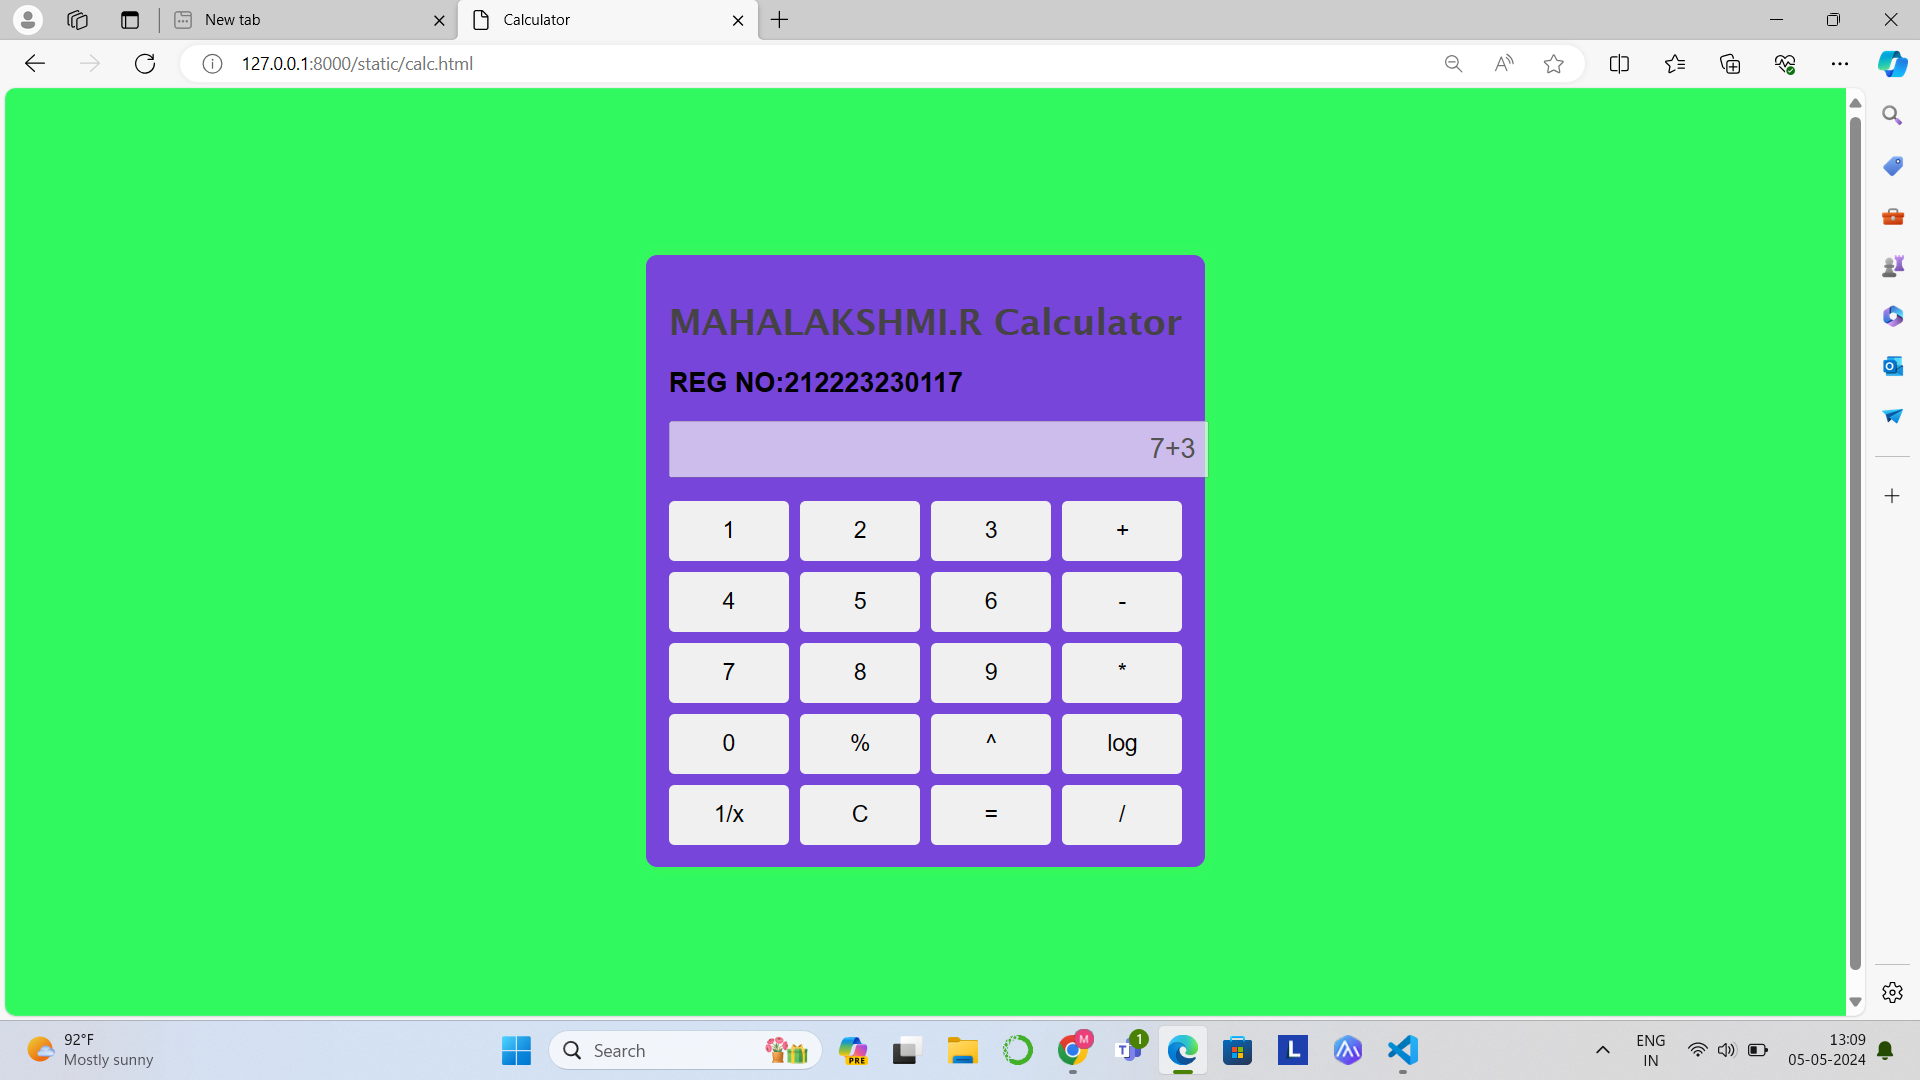 New tab
Calculator
127.0.0.1:8000/static/calc.html
MAHALAKSHMI.R Calculator
REG NO:212223230117
7+3
1 2 3 +
4 5 6 -
7 8 9 *
0 % ^ log
1/x C = /
92°F
Mostly sunny
Search
PRE
M
T
1
L
ENG
IN
13:09
05-05-2024